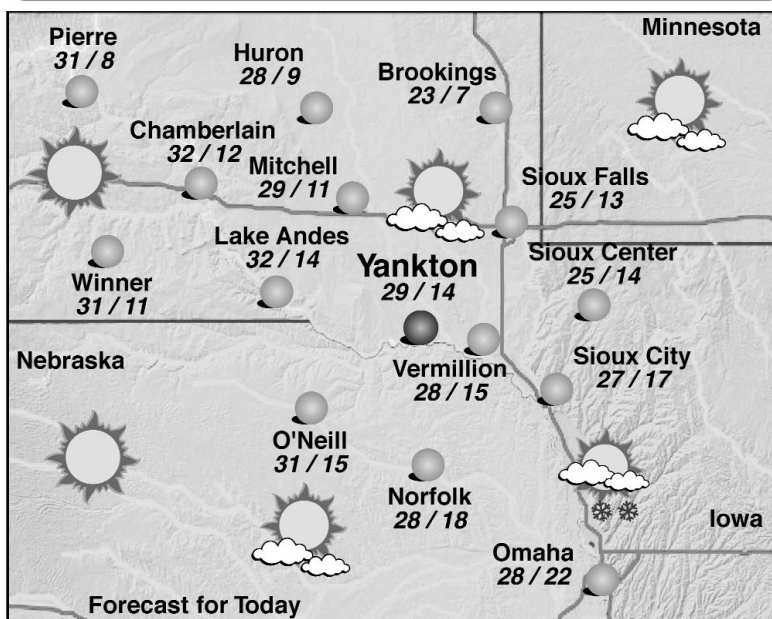 Minnesota
Pierre
31 / 8
Huron
28 / 9
Brookings
23 / 7
Chamberlain
32 / 12
Mitchell
29 / 11
Sioux Falls
25 / 13
Lake Andes
32 / 14
Yankton
29 / 14
Sioux Center
25 / 14
Winner
31 / 11
Nebraska
Vermillion
28 / 15
Sioux City
27 / 17
O'Neill
31 / 15
Norfolk
28 / 18
Iowa
Omaha
28 / 22
Forecast for Today